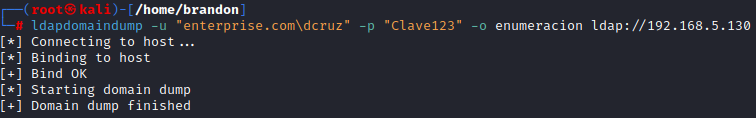 (root㉿kali)-[/home/brandon]
# ldapdomaindump -u "enterprise.com\dcruz" -p "Clave123" -o enumeracion ldap://192.168.5.130
[*] Connecting to host...
[*] Binding to host
[+] Bind OK
[*] Starting domain dump
[+] Domain dump finished